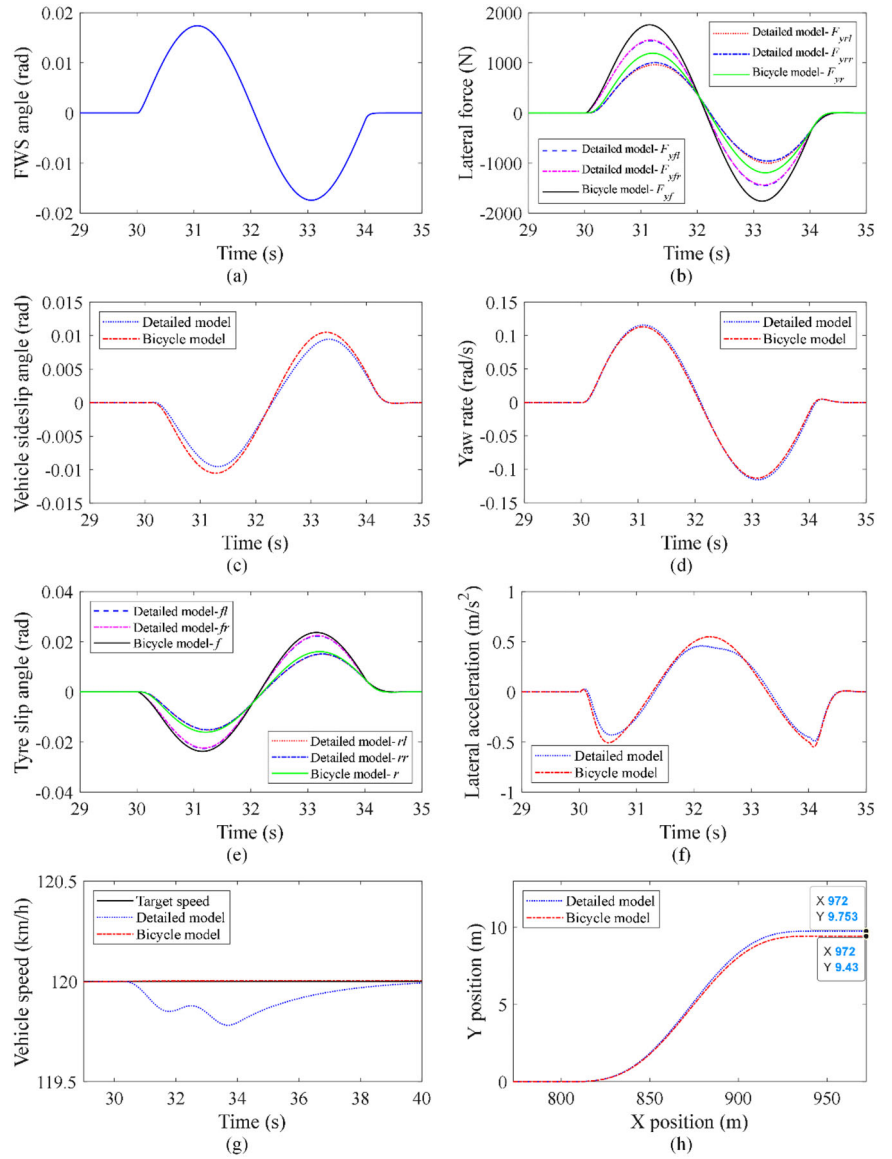 FWS angle (rad)
0.02
0.01
0
-0.01
-0.02
29 30 31 32 33 34 35
Time (s)
(a)
Lateral force (N)
2000
1000
0
-1000
-2000
Detailed model- Fyrl
Detailed model- Fyrr
Bicycle model- Fyr
Detailed model- Fyfl
Detailed model- Fyfr
Bicycle model- Fyf
29 30 31 32 33 34 35
Time (s)
(b)
Vehicle sideslip angle (rad)
0.015
0.010
0.005
0
-0.005
-0.010
-0.015
Detailed model
Bicycle model
29 30 31 32 33 34 35
Time (s)
(c)
Yaw rate (rad/s)
0.15
0.10
0.05
0
-0.05
-0.1
-0.15
Detailed model
Bicycle model
29 30 31 32 33 34 35
Time (s)
(d)
Tyre slip angle (rad)
0.04
0.02
0
-0.02
-0.04
Detailed model-fl
Detailed model-fr
Bicycle model-f
Detailed model-rl
Detailed model-rr
Bicycle model-r
29 30 31 32 33 34 35
Time (s)
(e)
Lateral acceleration (m/s²)
1
0.5
0
-0.5
-1
Detailed model
Bicycle model
29 30 31 32 33 34 35
Time (s)
(f)
Vehicle speed (km/h)
120.5
120
119.5
Target speed
Detailed model
Bicycle model
30 32 34 36 38 40
Time (s)
(g)
Y position (m)
10
5
0
Detailed model
Bicycle model
X 972
Y 9.753
X 972
Y 9.43
800 850 900 950
X position (m)
(h)